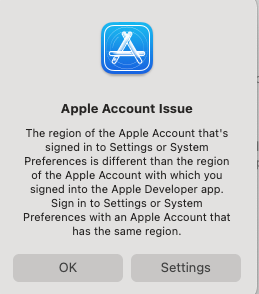 Apple Account Issue
The region of the Apple Account that's
signed in to Settings or System
Preferences is different than the region
of the Apple Account with which you
signed into the Apple Developer app.
Sign in to Settings or System
Preferences with an Apple Account that
has the same region.
OK Settings